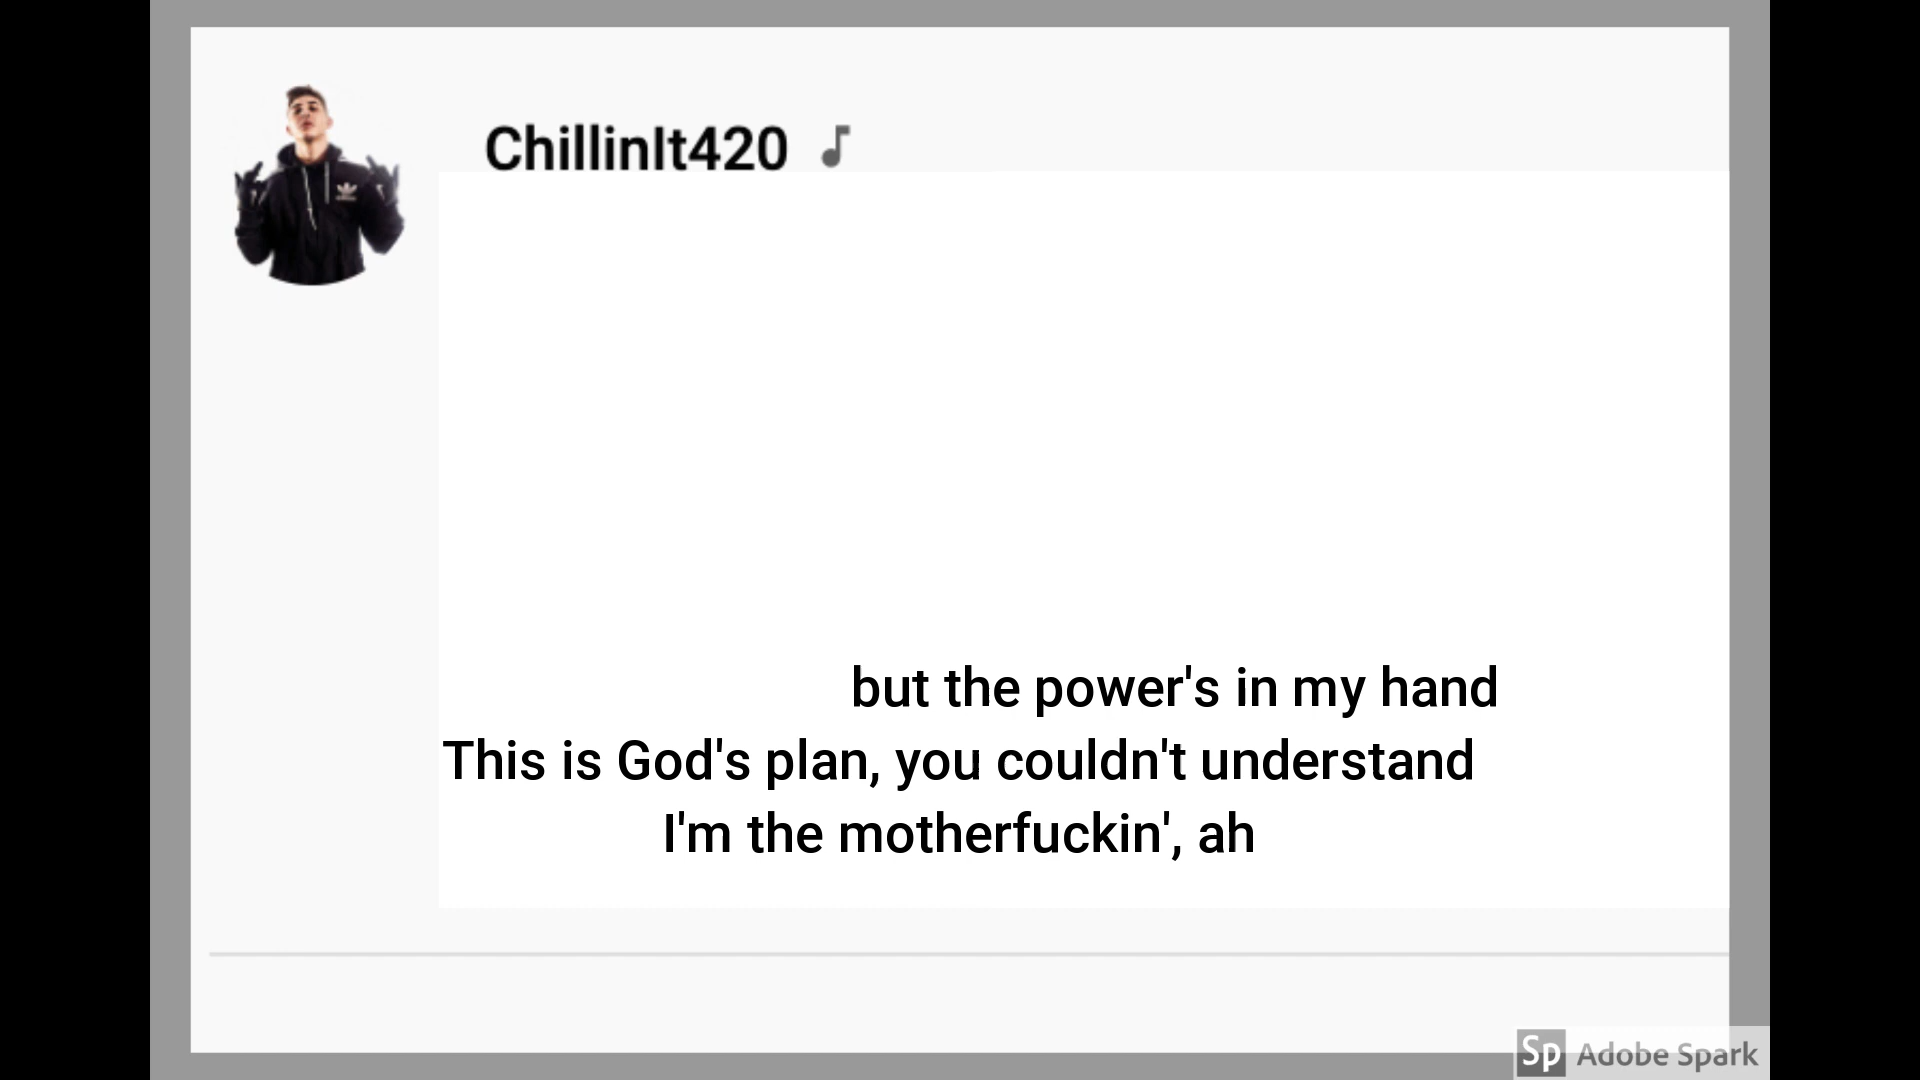 ChillinIt420
but the power's in my hand
This is God's plan, you couldn't understand
I'm the motherfuckin', ah
Sp Adobe Spark